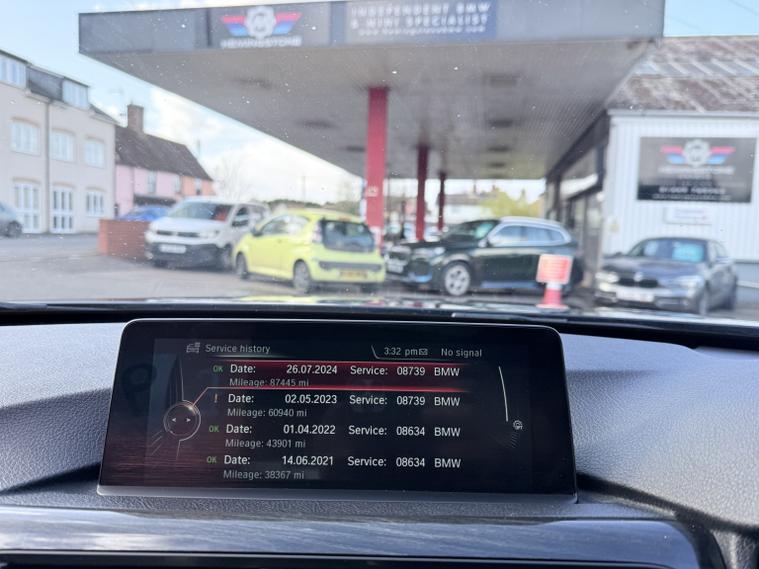 INDEPENDENT BMW
& MINI SPECIALIST
Service history
3:32 pm
No signal
OK Date: 26.07.2024 Service: 08739 BMW
Mileage: 87445 mi
! Date: 02.05.2023 Service: 08739 BMW
Mileage: 60940 mi
OK Date: 01.04.2022 Service: 08634 BMW
Mileage: 43901 mi
OK Date: 14.06.2021 Service: 08634 BMW
Mileage: 38367 mi